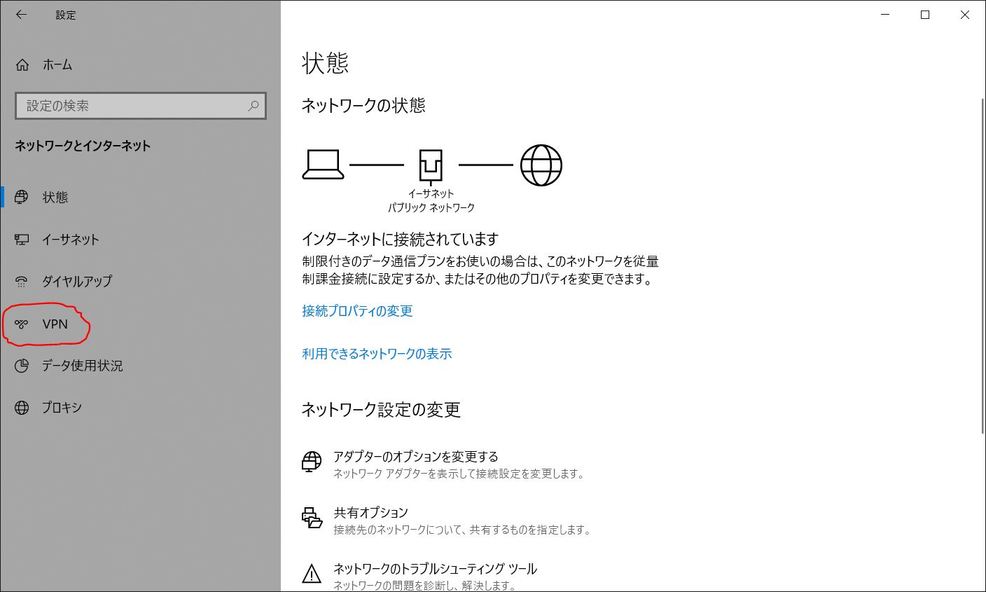 設定
ホーム
設定の検索
ネットワークとインターネット
状態
イーサネット
ダイヤルアップ
VPN
データ使用状況
プロキシ
状態
ネットワークの状態
イーサネット
パブリック ネットワーク
インターネットに接続されています
制限付きのデータ通信プランをお使いの場合は、このネットワークを従量
制課金接続に設定するか、またはその他のプロパティを変更できます。
接続プロパティの変更
利用できるネットワークの表示
ネットワーク設定の変更
アダプターのオプションを変更する
ネットワーク アダプターを表示して接続設定を変更します。
共有オプション
接続先のネットワークについて、共有するものを指定します。
ネットワークのトラブルシューティング ツール
ネットワークの問題を診断し、解決します。